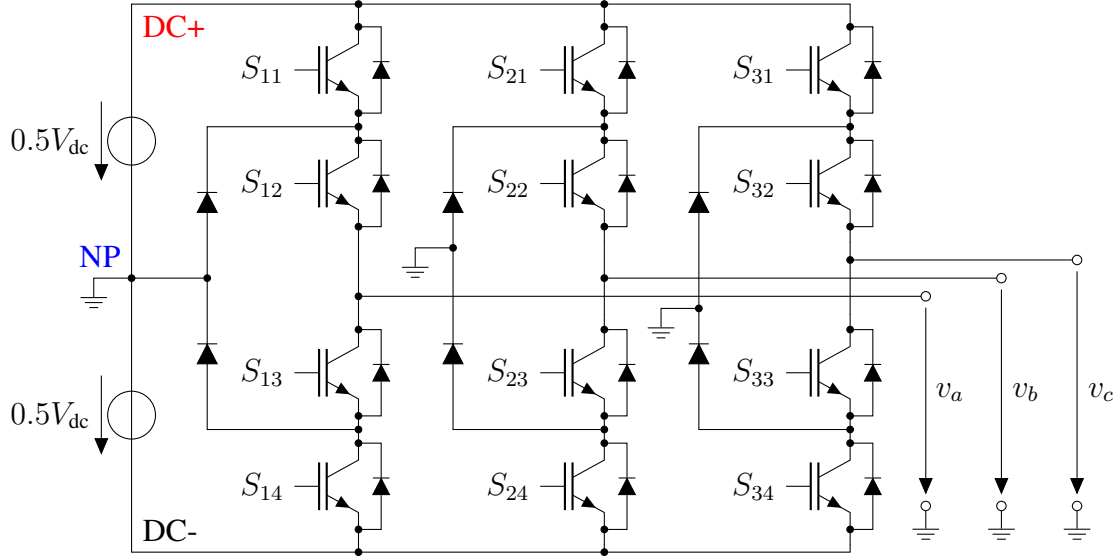 DC+
S11 S21 S31
0.5Vdc
S12 S22 S32
NP
S13 S23 S33
va vb vc
0.5Vdc
S14 S24 S34
DC-